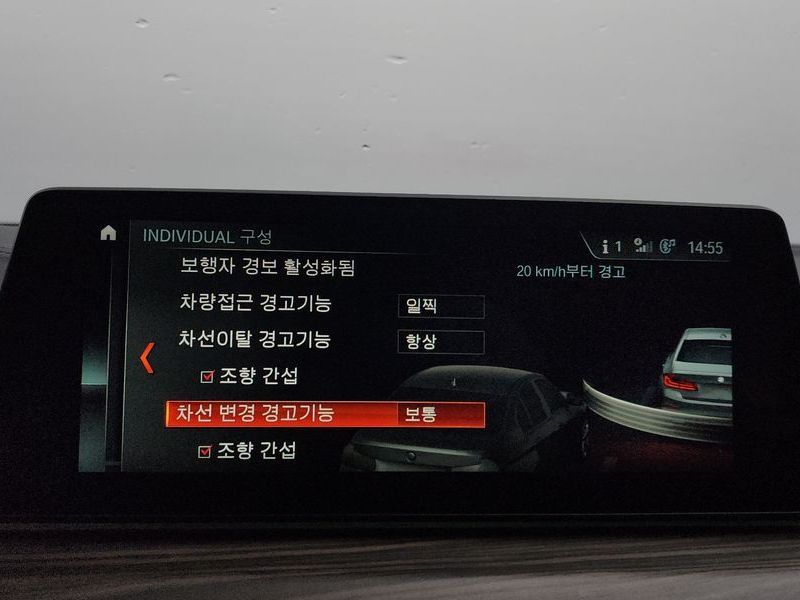 INDIVIDUAL 구성
1
14:55
보행자 경보 활성화됨
20 km/h부터 경고
차량접근 경고기능
일찍
차선이탈 경고기능
항상
조향 간섭
차선 변경 경고기능
보통
조향 간섭